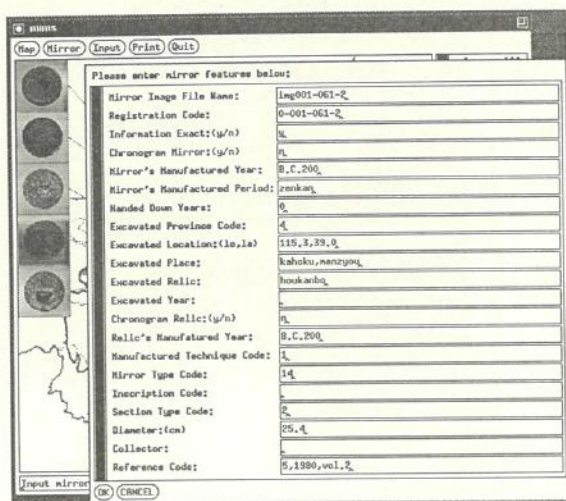 Map Mirror Input Print Quit
Please enter mirror features below:
Mirror Image File Name: img001-061-2
Registration Code: 0-001-061-2
Information Exact:(y/n) y
Chronogram Mirror:(y/n) n
Mirror's Manufactured Year: B.C.200
Mirror's Manufactured Period: zenkan
Handed Down Years: 0
Excavated Province Code: 4
Excavated Location:(lo,la) 115.3,39.0
Excavated Place: kahoku,manzyou
Excavated Relic: houkanbo
Excavated Year:
Chronogram Relic:(y/n) n
Relic's Manufatured Year: B.C.200
Manufactured Technique Code: 1
Mirror Type Code: 14
Inscription Code:
Section Type Code: 2
Diameter:(cm) 25.4
Collector:
Reference Code: 5,1980,vol.2
Input mirror
OK CANCEL